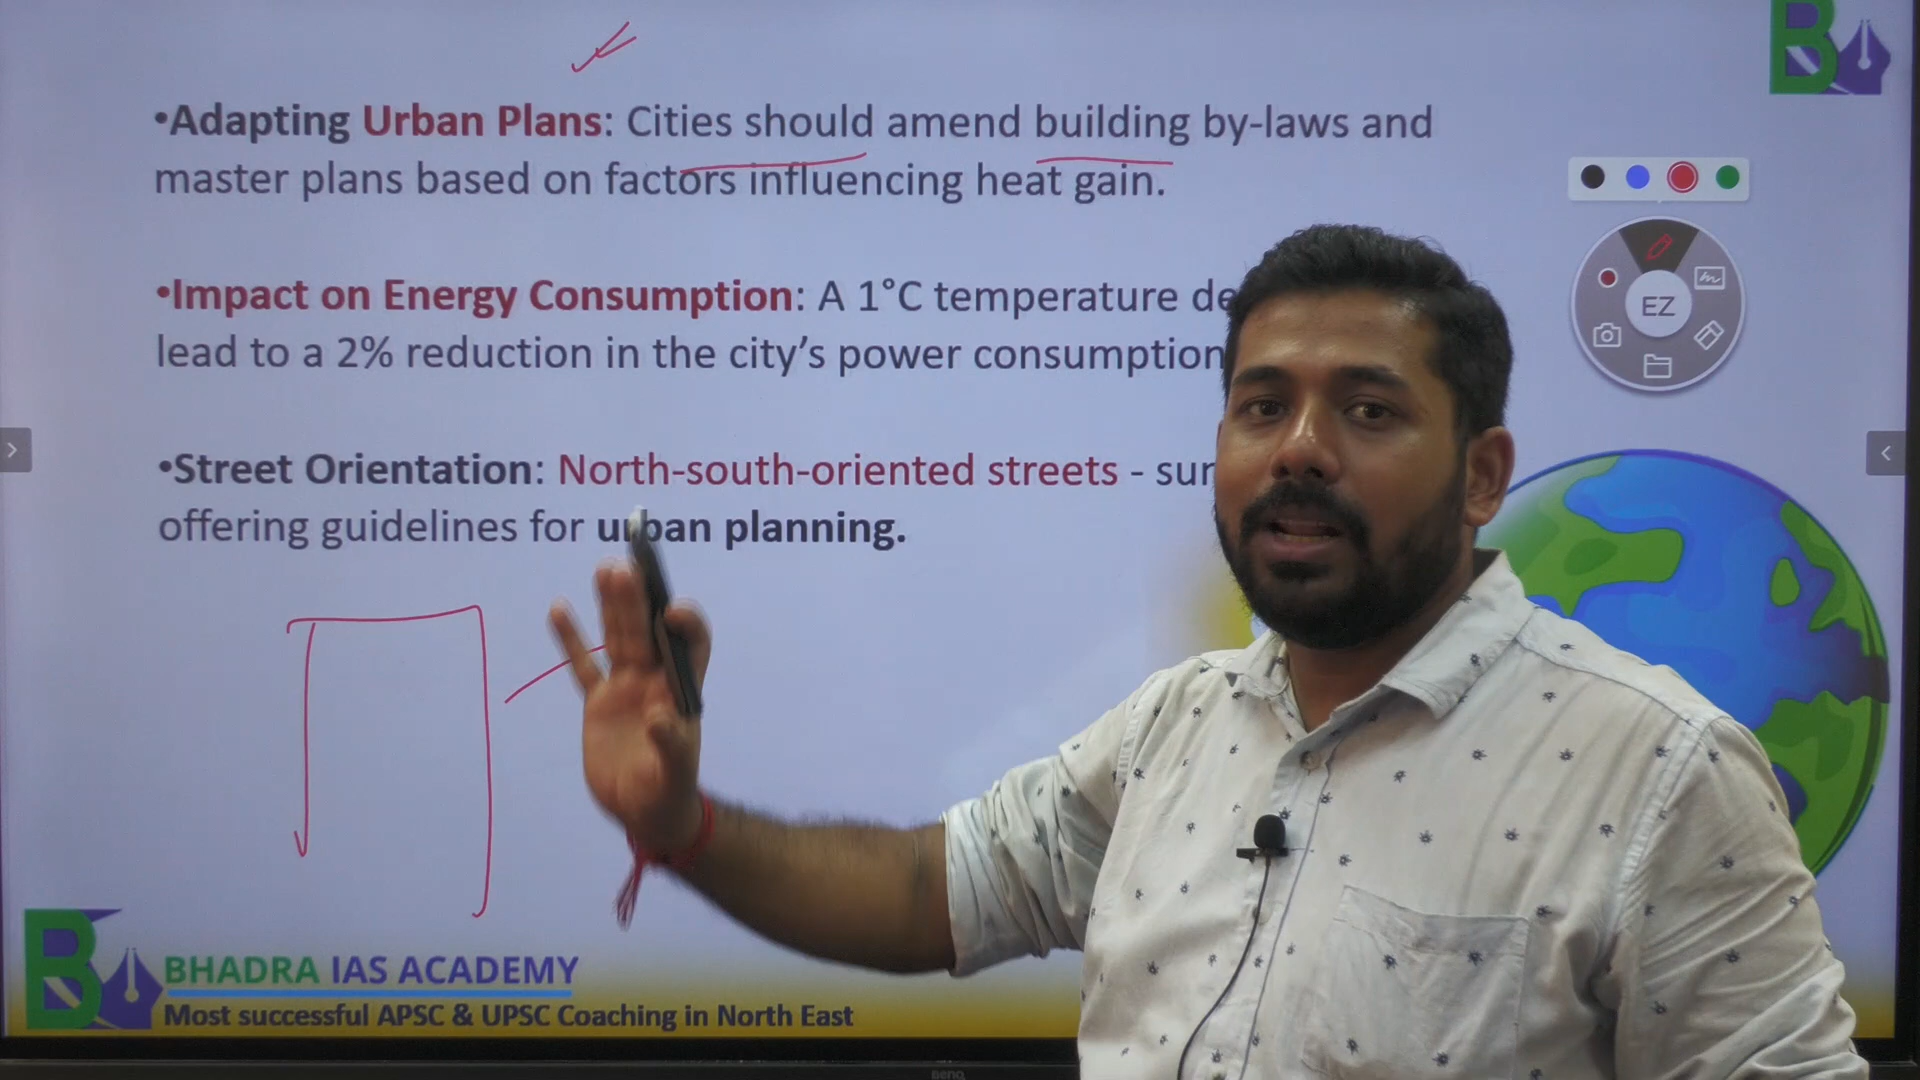 •Adapting Urban Plans: Cities should amend building by-laws and
master plans based on factors influencing heat gain.
•Impact on Energy Consumption: A 1°C temperature de
lead to a 2% reduction in the city's power consumption
•Street Orientation: North-south-oriented streets - sur
offering guidelines for urban planning.
EZ
BHADRA IAS ACADEMY
Most successful APSC & UPSC Coaching in North East
BenQ